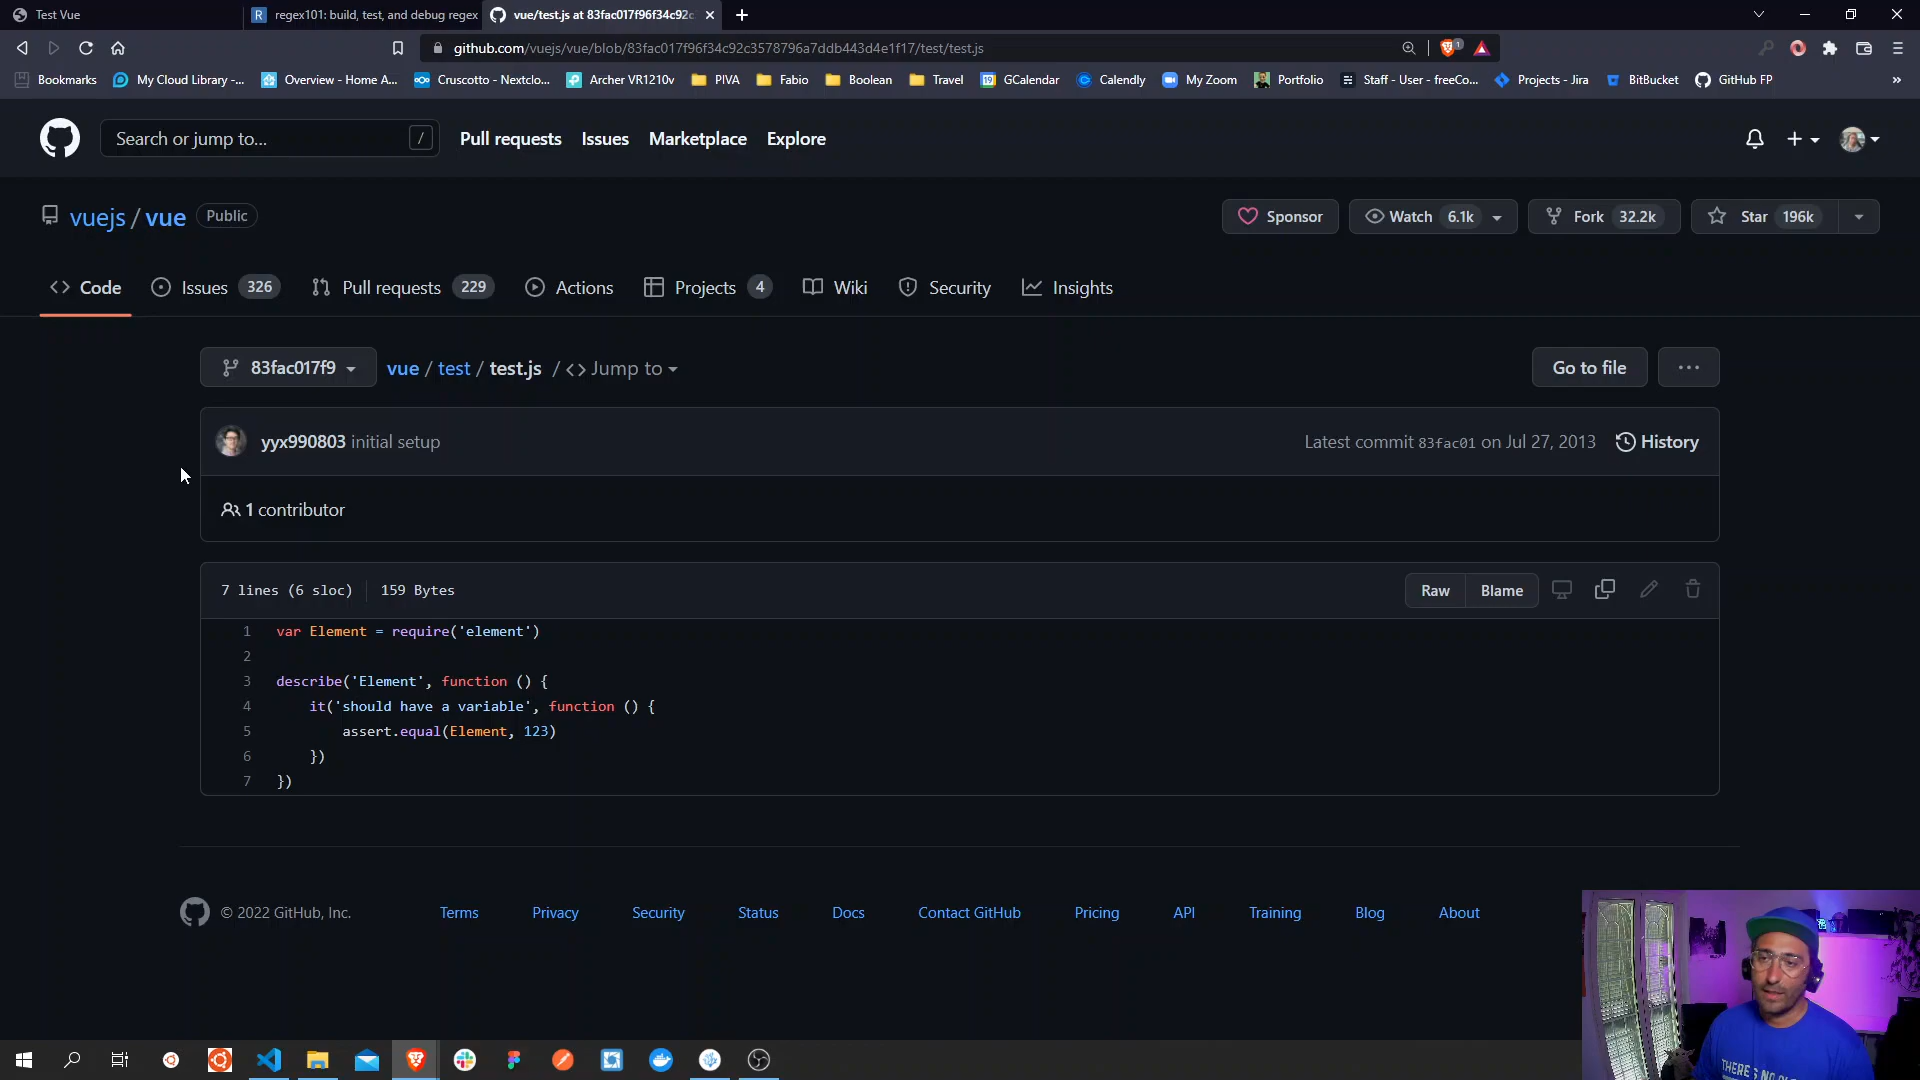 Test Vue
regex101: build, test, and debug regex
vue/test.js at 83fac017f96f34c92c
github.com/vuejs/vue/blob/83fac017f96f34c92c3578796a7ddb443d4e1f17/test/test.js
1
Bookmarks
My Cloud Library -...
Overview - Home A...
Cruscotto - Nextclo...
Archer VR1210v
PIVA
Fabio
Boolean
Travel
GCalendar
Calendly
My Zoom
Portfolio
Staff - User - freeCo...
Projects - Jira
BitBucket
GitHub FP
Search or jump to...
/
Pull requests
Issues
Marketplace
Explore
vuejs / vue
Public
Sponsor
Watch 6.1k
Fork 32.2k
Star 196k
Code
Issues 326
Pull requests 229
Actions
Projects 4
Wiki
Security
Insights
83fac017f9
vue / test / test.js / <> Jump to
Go to file
...
yyx990803 initial setup
Latest commit 83fac01 on Jul 27, 2013
History
1 contributor
7 lines (6 sloc)
159 Bytes
Raw
Blame
1 var Element = require('element')
2
3 describe('Element', function () {
4 it('should have a variable', function () {
5 assert.equal(Element, 123)
6 })
7 })
© 2022 GitHub, Inc.
Terms
Privacy
Security
Status
Docs
Contact GitHub
Pricing
API
Training
Blog
About
THERE'S NO